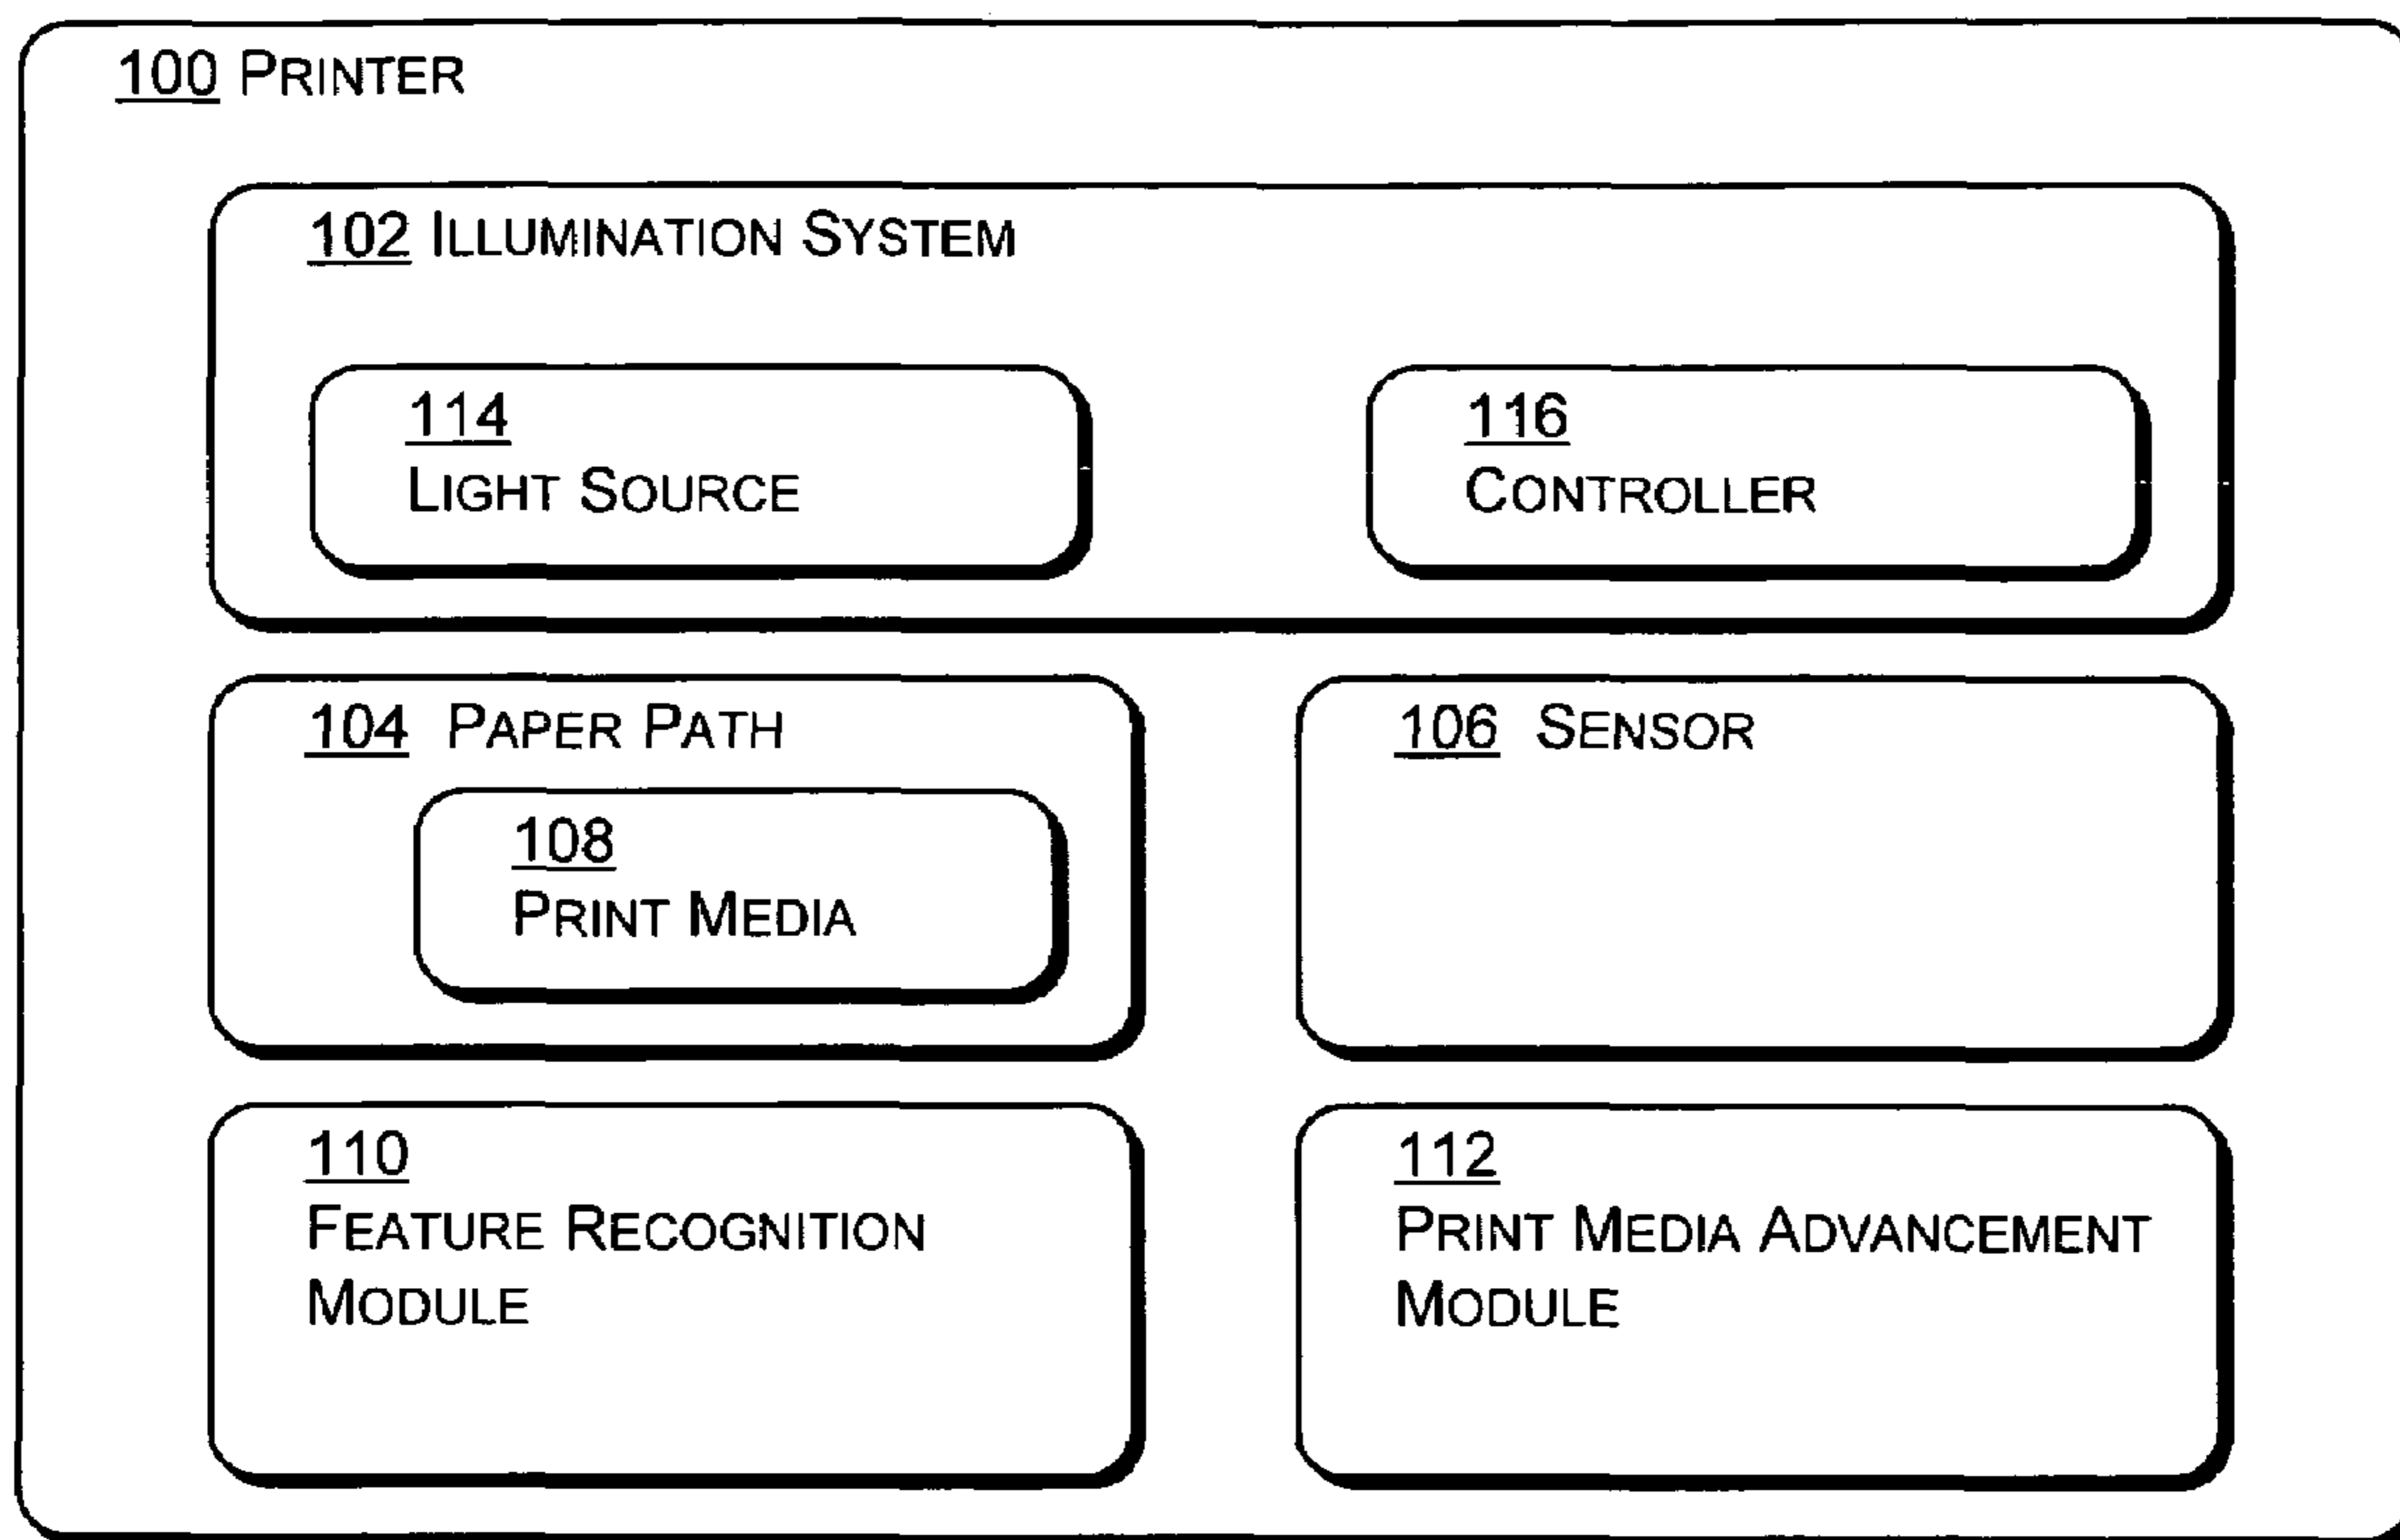 100 PRINTER
102 ILLUMINATION SYSTEM
114
LIGHT SOURCE
116
CONTROLLER
104 PAPER PATH
108
PRINT MEDIA
106 SENSOR
110
FEATURE RECOGNITION
MODULE
112
PRINT MEDIA ADVANCEMENT
MODULE